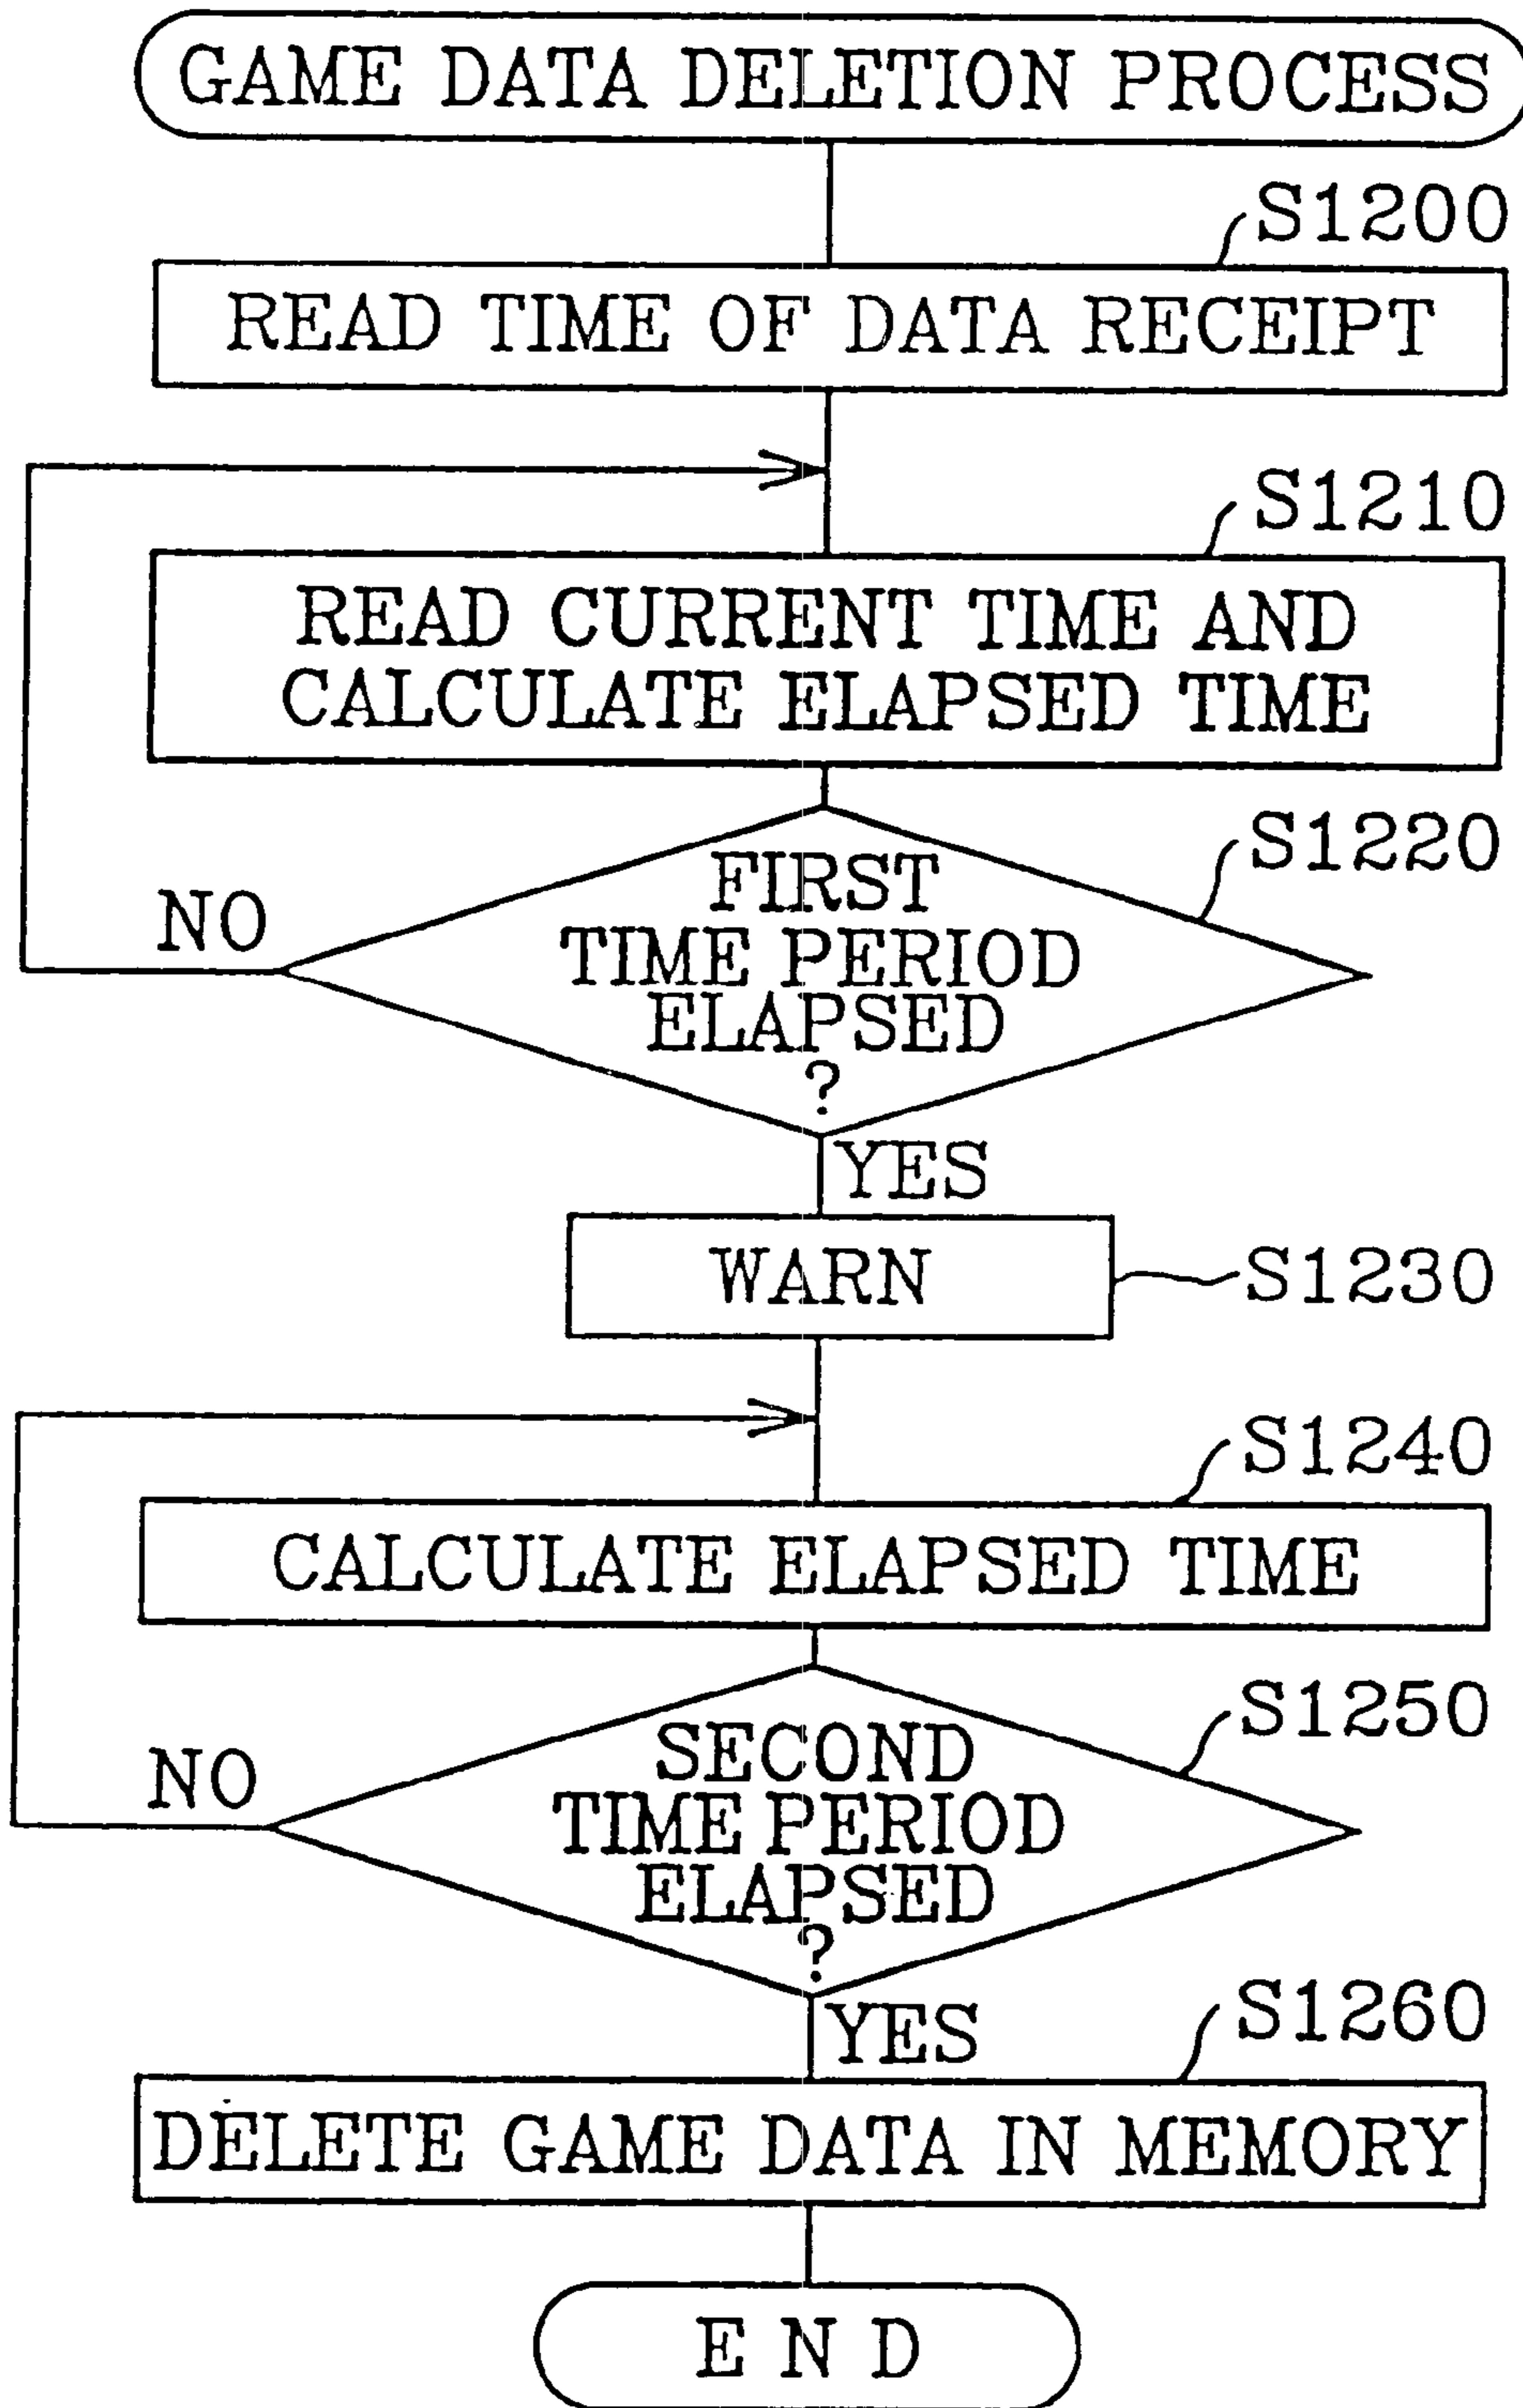 GAME DATA DELETION PROCESS
S1200
READ TIME OF DATA RECEIPT
S1210
READ CURRENT TIME AND
CALCULATE ELAPSED TIME
S1220
FIRST
TIME PERIOD
ELAPSED
?
NO
YES
WARN
S1230
S1240
CALCULATE ELAPSED TIME
S1250
SECOND
TIME PERIOD
ELAPSED
?
NO
YES
S1260
DELETE GAME DATA IN MEMORY
END